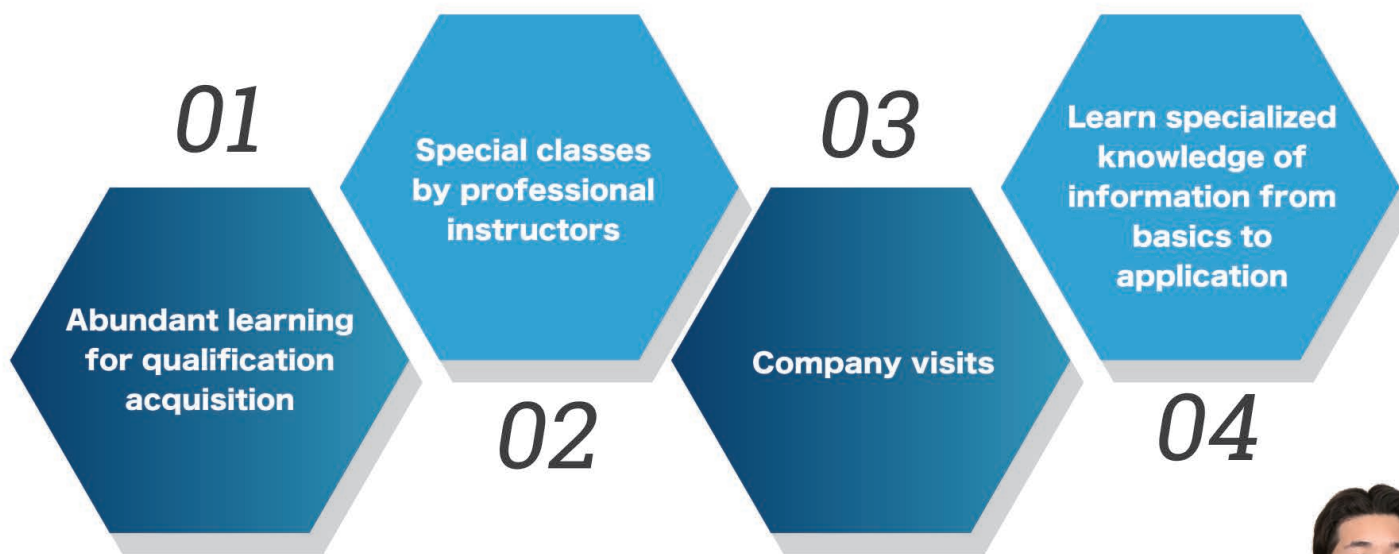 01
Abundant learning
for qualification
acquisition
Special classes
by professional
instructors
02
03
Company visits
Learn specialized
knowledge of
information from
basics to
application
04